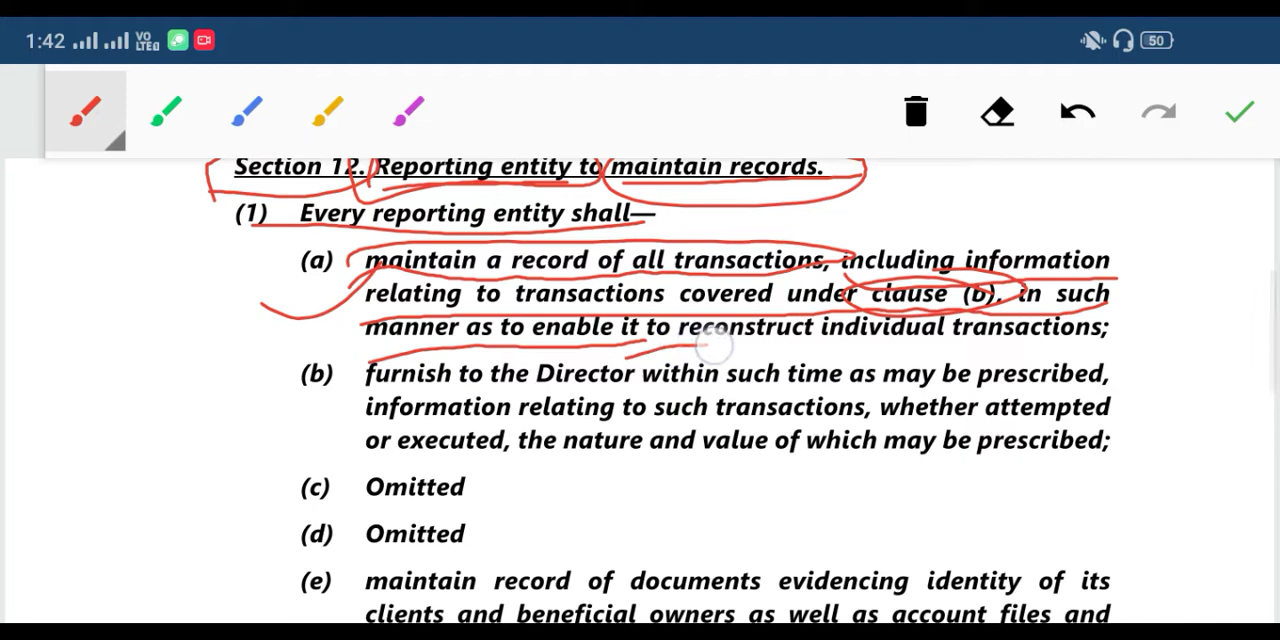 1:42 VO LTE 50
Section 12. Reporting entity to maintain records.
(1) Every reporting entity shall—
(a) maintain a record of all transactions, including information
relating to transactions covered under clause (b), in such
manner as to enable it to reconstruct individual transactions;
(b) furnish to the Director within such time as may be prescribed,
information relating to such transactions, whether attempted
or executed, the nature and value of which may be prescribed;
(c) Omitted
(d) Omitted
(e) maintain record of documents evidencing identity of its
clients and beneficial owners as well as account files and